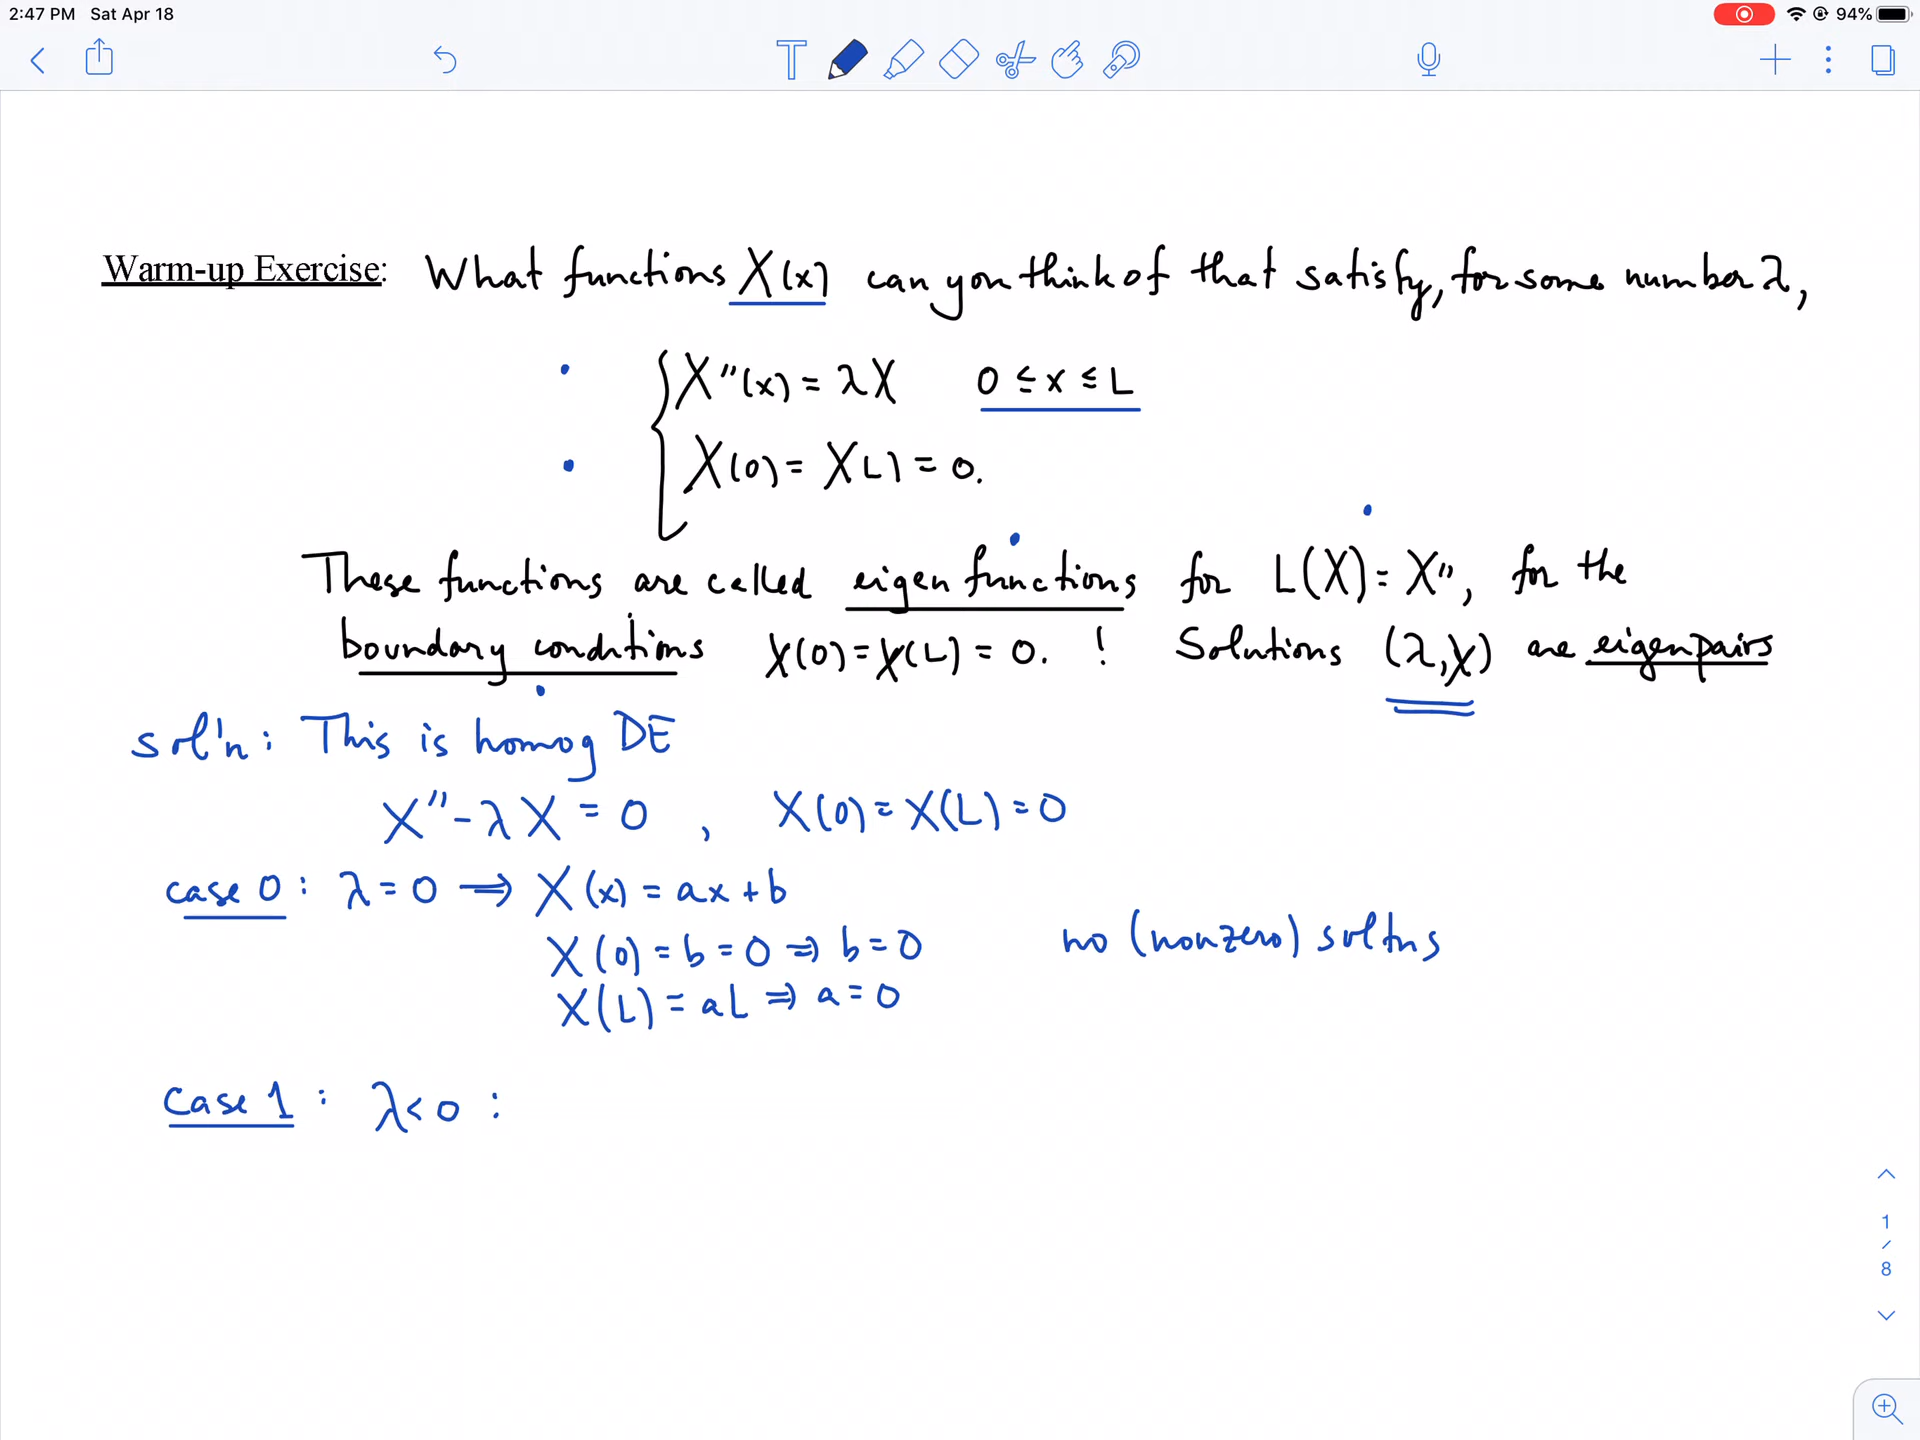 2:47 PM Sat Apr 18 94%
Warm-up Exercise: What functions X(x) can you think of that satisfy, for some number λ,
X"(x) = λX 0 ≤ x ≤ L
X(0) = X(L) = 0.
These functions are called eigenfunctions for L(X) = X", for the
boundary conditions X(0) = X(L) = 0. ! Solutions (λ, X) are eigenpairs
sol'n: This is homog DE
X" - λX = 0 , X(0) = X(L) = 0
case 0: λ = 0 ⟹ X(x) = ax + b
X(0) = b = 0 ⇒ b = 0 no (nonzero) soltns
X(L) = aL ⇒ a = 0
Case 1: λ < 0 :
1
/
8